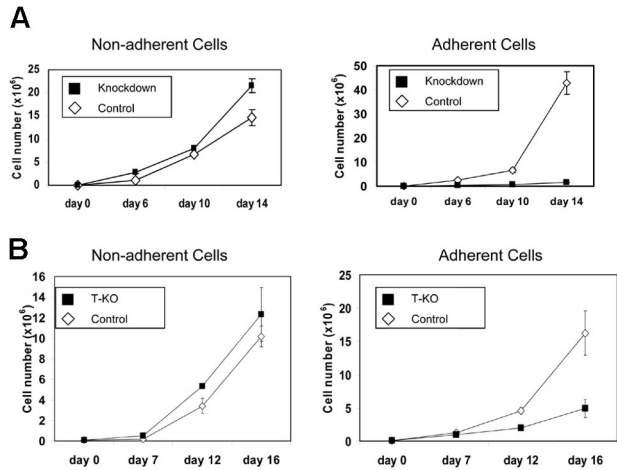 A
Non-adherent Cells
Adherent Cells
Cell number (x10⁶)
25
20
15
10
5
0
Knockdown
Control
day 0 day 6 day 10 day 14
Cell number (x10⁶)
50
40
30
20
10
0
Knockdown
Control
day 0 day 6 day 10 day 14
B
Non-adherent Cells
Adherent Cells
Cell number (x10⁶)
16
14
12
10
8
6
4
2
0
T-KO
Control
day 0 day 7 day 12 day 16
Cell number (x10⁶)
25
20
15
10
5
0
T-KO
Control
day 0 day 7 day 12 day 16